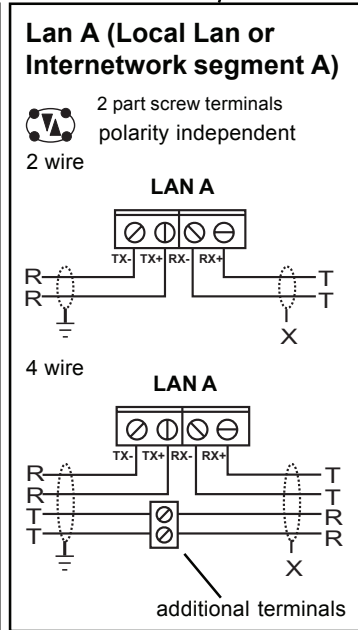 Lan A (Local Lan or
Internetwork segment A)
2 part screw terminals
polarity independent
2 wire
LAN A
TX- TX+ RX- RX+
R T
R T
X
4 wire
LAN A
TX- TX+ RX- RX+
R T
R T
T R
T R
X
additional terminals